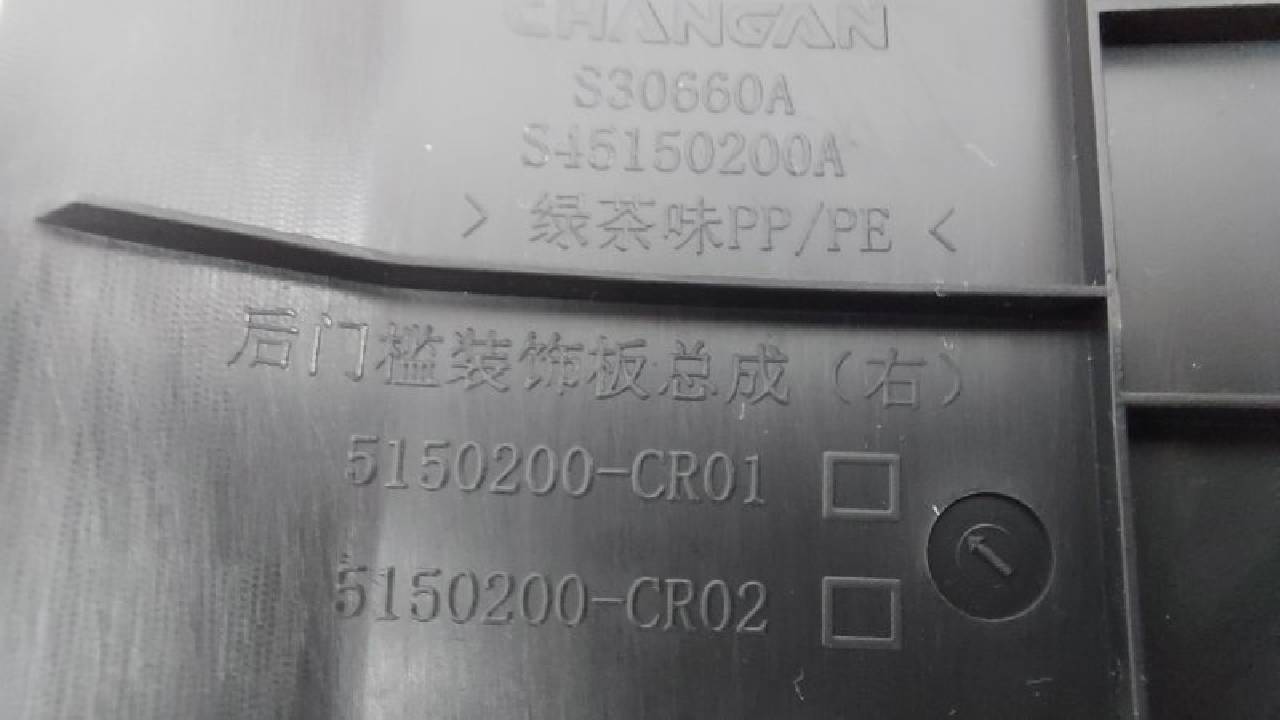 CHANGAN
S30660A
S45150200A
> 绿茶味PP/PE <
后门槛装饰板总成（右）
5150200-CR01
5150200-CR02